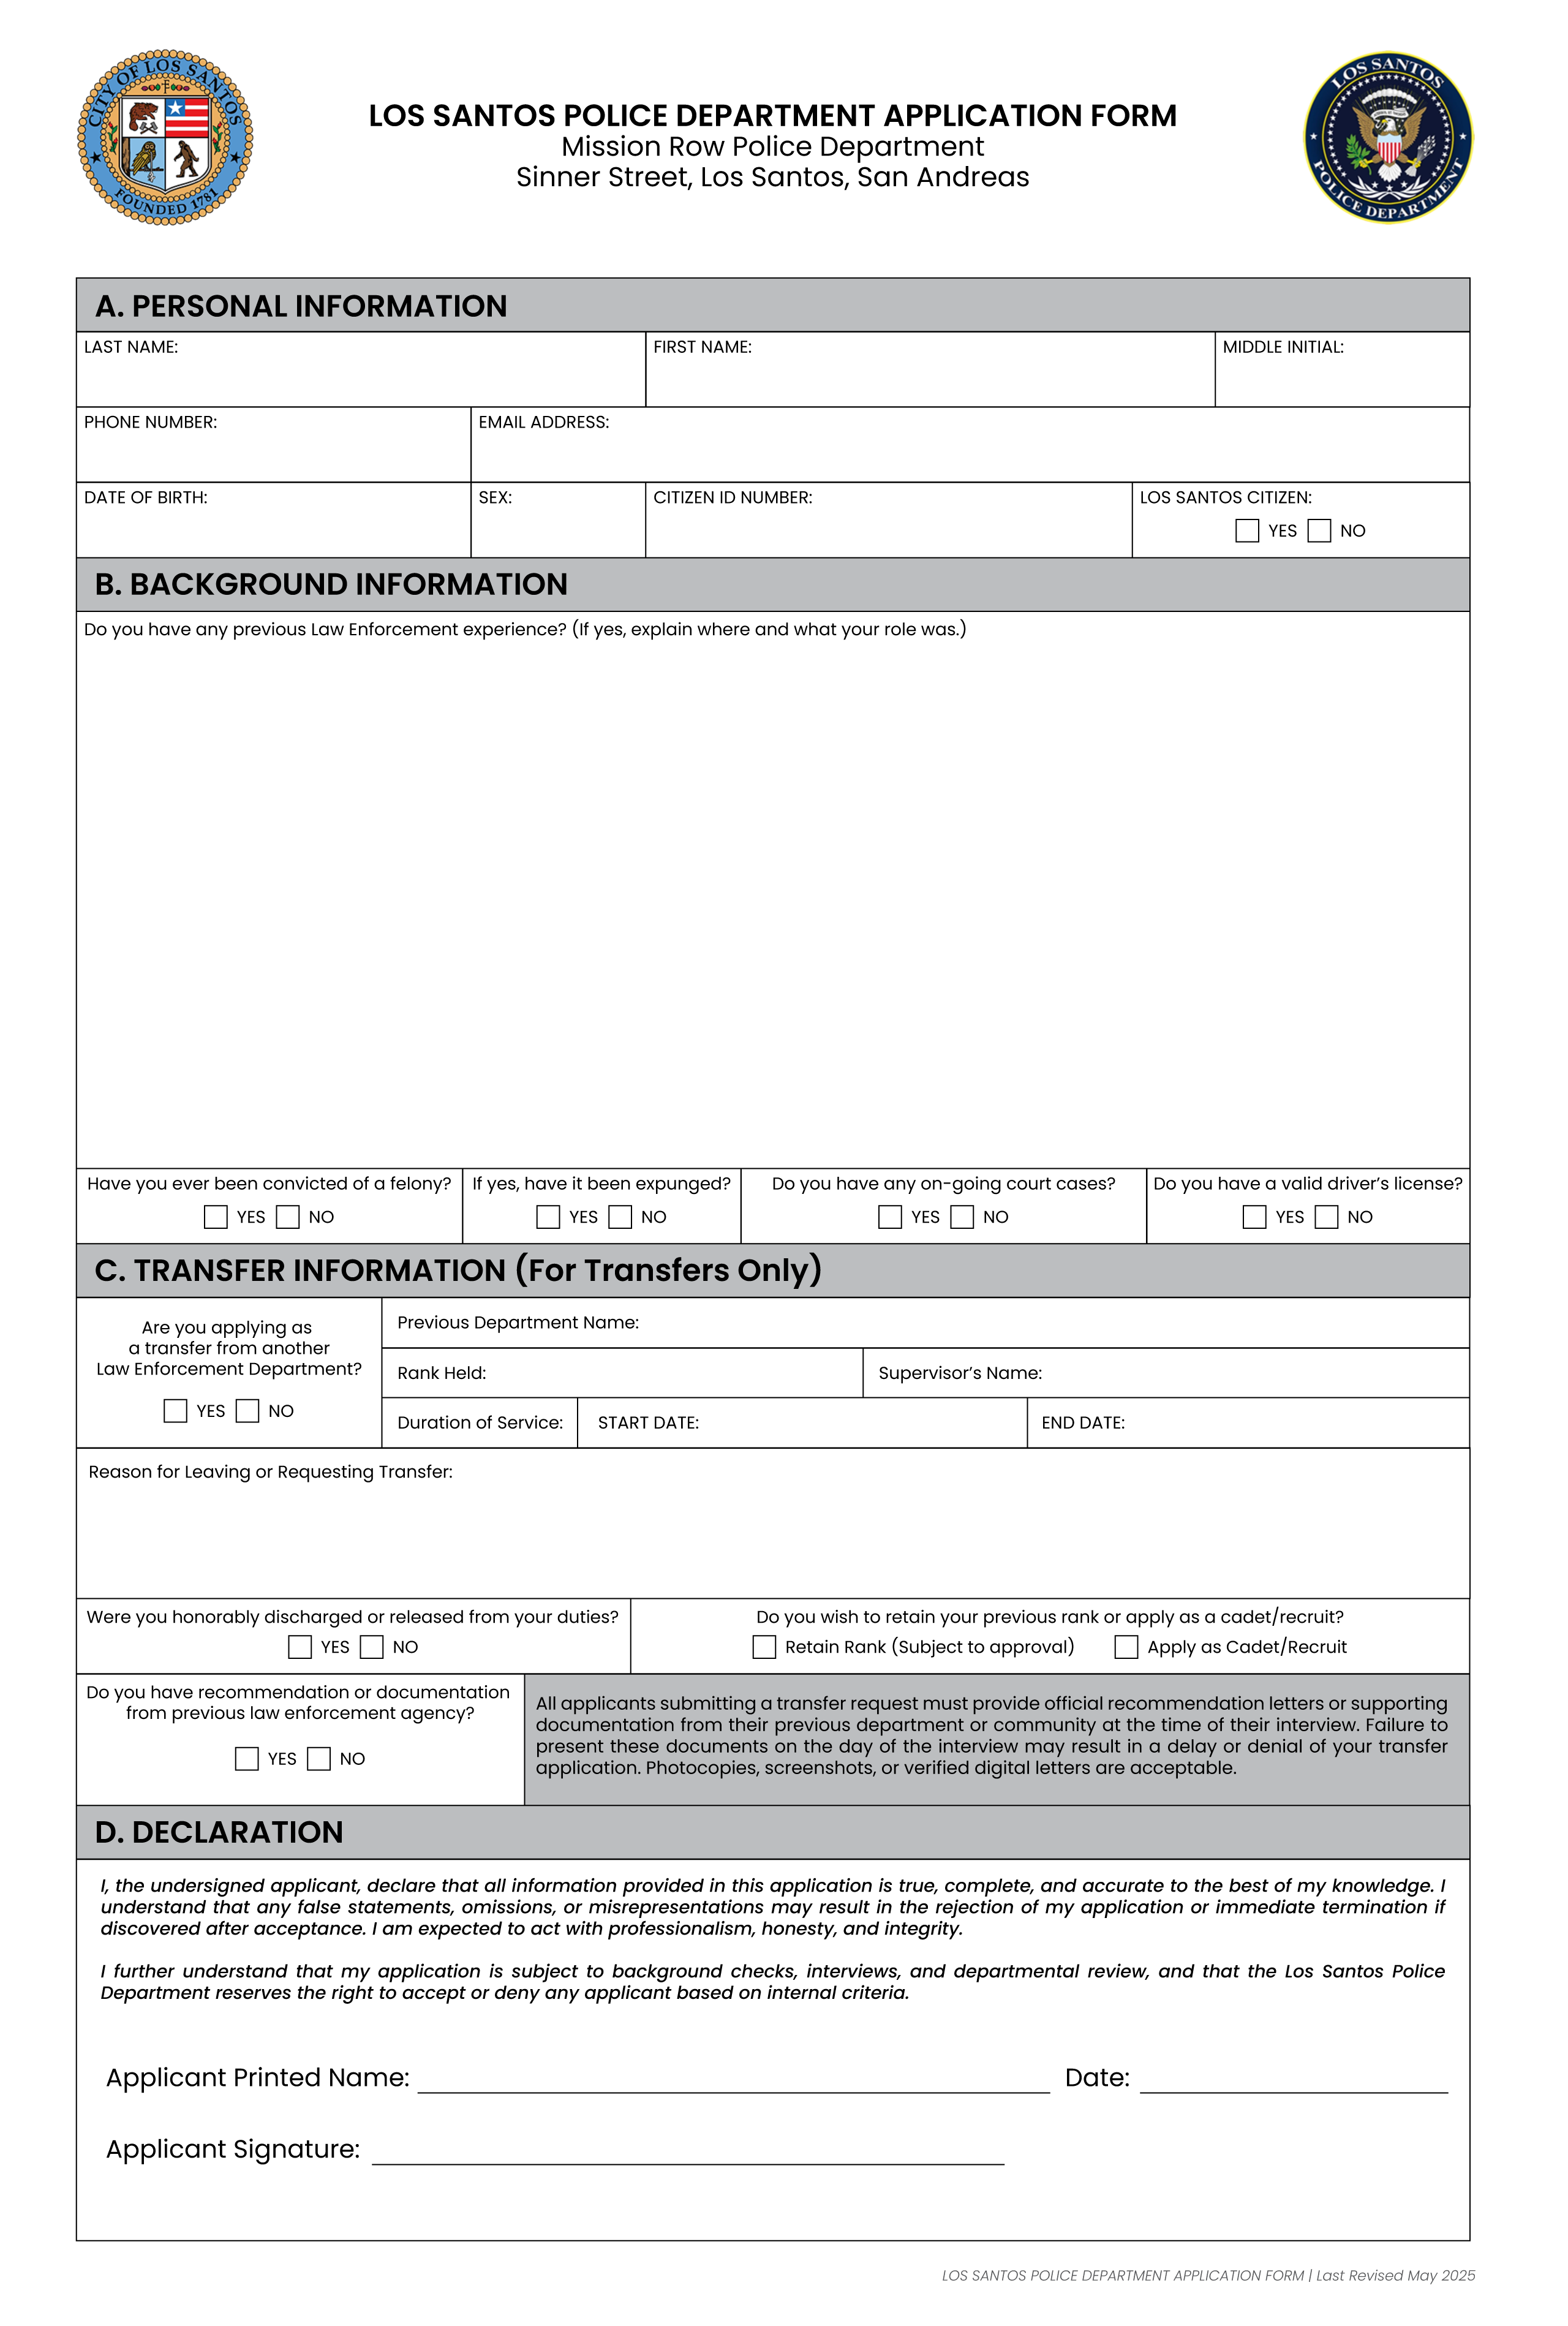 CITY OF LOS SANTOS
FOUNDED 1781
LOS SANTOS POLICE DEPARTMENT APPLICATION FORM
Mission Row Police Department
Sinner Street, Los Santos, San Andreas
LOS SANTOS
POLICE DEPARTMENT
A. PERSONAL INFORMATION
LAST NAME:
FIRST NAME:
MIDDLE INITIAL:
PHONE NUMBER:
EMAIL ADDRESS:
DATE OF BIRTH:
SEX:
CITIZEN ID NUMBER:
LOS SANTOS CITIZEN:
YES NO
B. BACKGROUND INFORMATION
Do you have any previous Law Enforcement experience? (If yes, explain where and what your role was.)
Have you ever been convicted of a felony?
YES NO
If yes, have it been expunged?
YES NO
Do you have any on-going court cases?
YES NO
Do you have a valid driver’s license?
YES NO
C. TRANSFER INFORMATION (For Transfers Only)
Are you applying as
a transfer from another
Law Enforcement Department?
YES NO
Previous Department Name:
Rank Held:
Supervisor’s Name:
Duration of Service:
START DATE:
END DATE:
Reason for Leaving or Requesting Transfer:
Were you honorably discharged or released from your duties?
YES NO
Do you wish to retain your previous rank or apply as a cadet/recruit?
Retain Rank (Subject to approval) Apply as Cadet/Recruit
Do you have recommendation or documentation
from previous law enforcement agency?
YES NO
All applicants submitting a transfer request must provide official recommendation letters or supporting
documentation from their previous department or community at the time of their interview. Failure to
present these documents on the day of the interview may result in a delay or denial of your transfer
application. Photocopies, screenshots, or verified digital letters are acceptable.
D. DECLARATION
I, the undersigned applicant, declare that all information provided in this application is true, complete, and accurate to the best of my knowledge. I
understand that any false statements, omissions, or misrepresentations may result in the rejection of my application or immediate termination if
discovered after acceptance. I am expected to act with professionalism, honesty, and integrity.
I further understand that my application is subject to background checks, interviews, and departmental review, and that the Los Santos Police
Department reserves the right to accept or deny any applicant based on internal criteria.
Applicant Printed Name:
Date:
Applicant Signature:
LOS SANTOS POLICE DEPARTMENT APPLICATION FORM | Last Revised May 2025